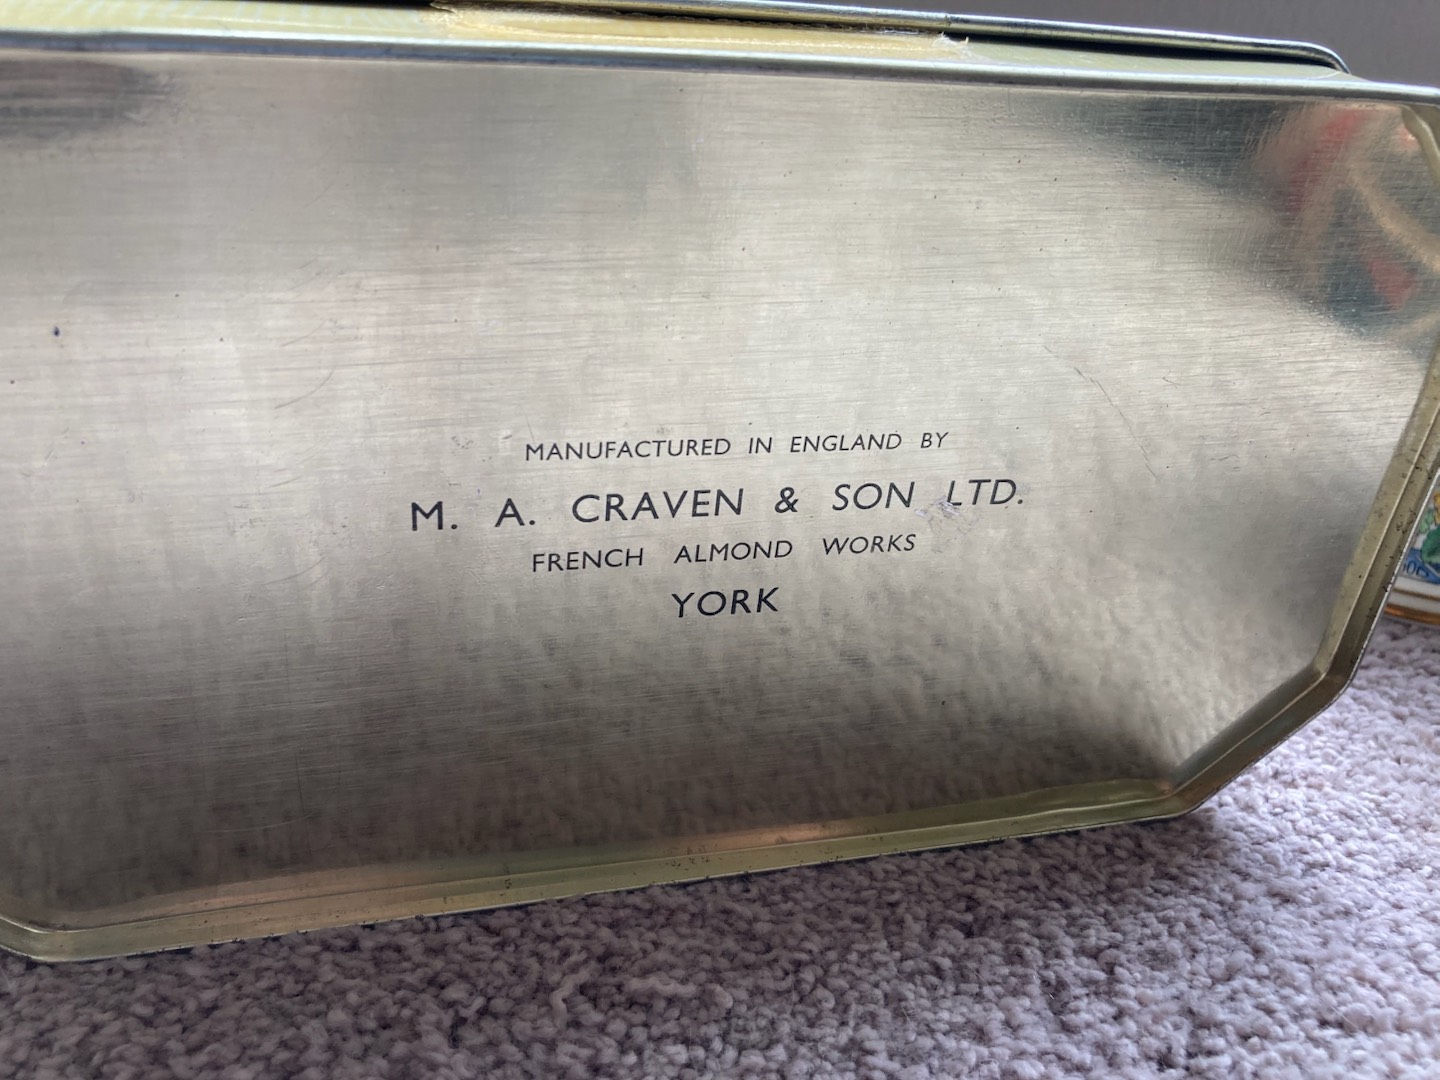 MANUFACTURED IN ENGLAND BY
M. A. CRAVEN & SON LTD.
FRENCH ALMOND WORKS
YORK